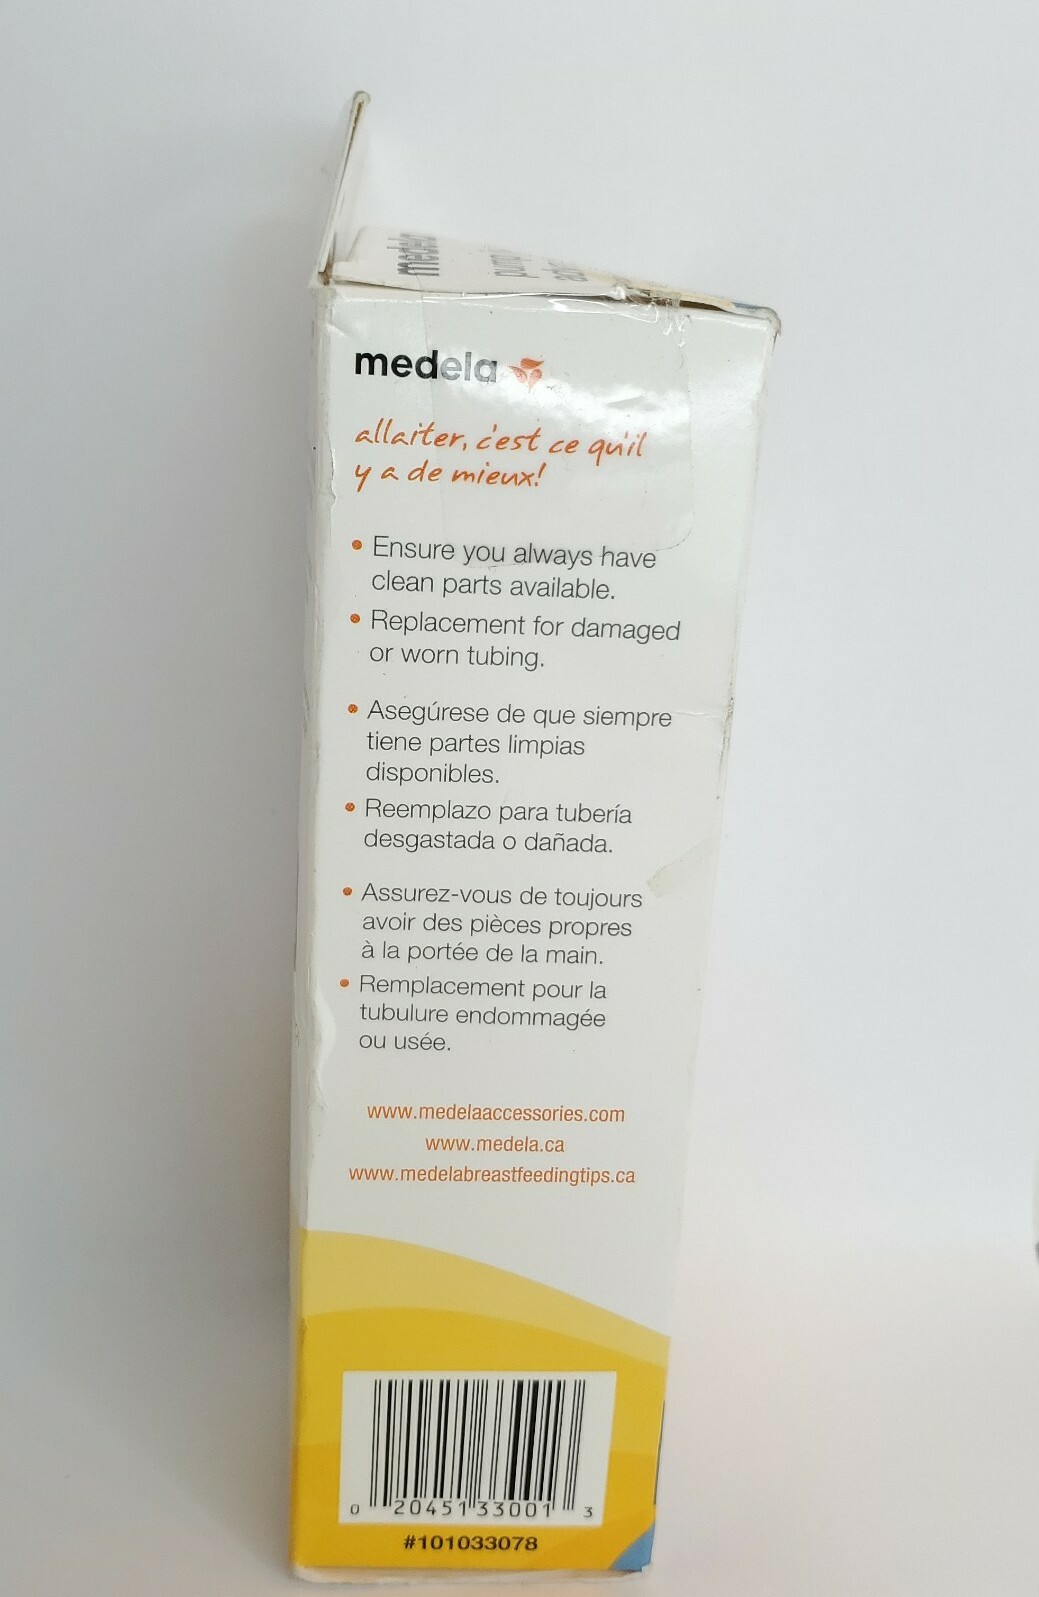 medela
medela
allaiter, c'est ce qu'il
y a de mieux!
• Ensure you always have
clean parts available.
• Replacement for damaged
or worn tubing.
• Asegúrese de que siempre
tiene partes limpias
disponibles.
• Reemplazo para tubería
desgastada o dañada.
• Assurez-vous de toujours
avoir des pièces propres
à la portée de la main.
• Remplacement pour la
tubulure endommagée
ou usée.
www.medelaaccessories.com
www.medela.ca
www.medelabreastfeedingtips.ca
0 20451 33001 3
#101033078